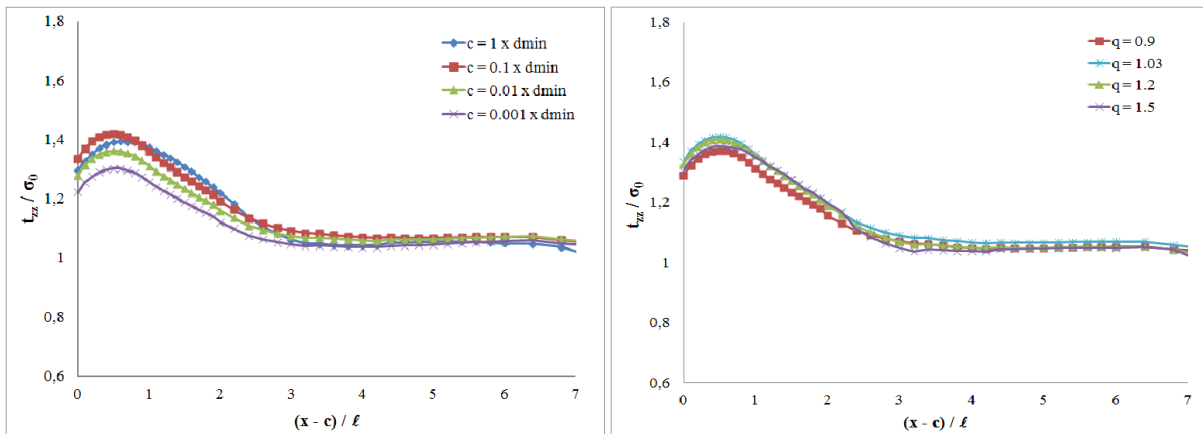 1,8
1,6
1,4
1,2
1
0,8
0,6
t_zz / σ_0
0 1 2 3 4 5 6 7
(x - c) / ℓ
c = 1 x dmin
c = 0.1 x dmin
c = 0.01 x dmin
c = 0.001 x dmin
1,8
1,6
1,4
1,2
1
0,8
0,6
t_zz / σ_0
0 1 2 3 4 5 6 7
(x - c) / ℓ
q = 0.9
q = 1.03
q = 1.2
q = 1.5